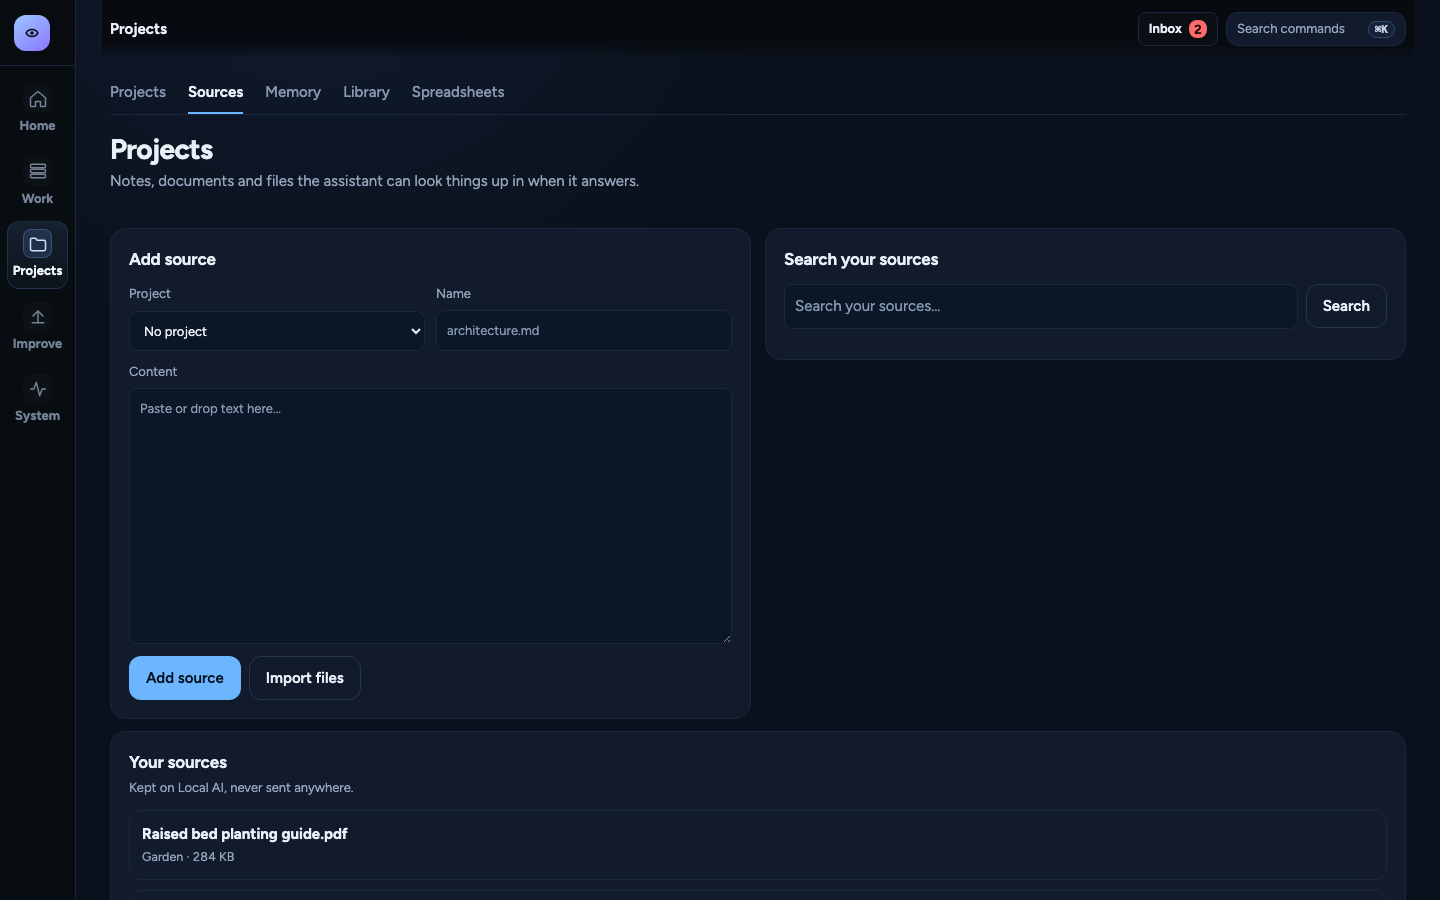 Projects
Inbox 2
Search commands ⌘K
Home
Work
Projects
Improve
System
Projects Sources Memory Library Spreadsheets
Projects
Notes, documents and files the assistant can look things up in when it answers.
Add source
Project Name
No project architecture.md
Content
Paste or drop text here...
Add source Import files
Search your sources
Search your sources... Search
Your sources
Kept on Local AI, never sent anywhere.
Raised bed planting guide.pdf
Garden · 284 KB